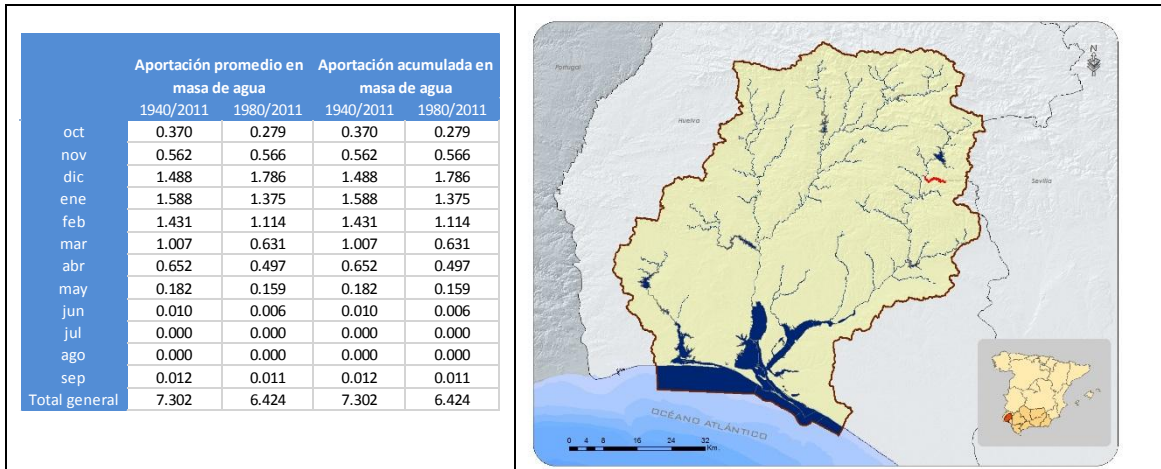 Aportación promedio en masa de agua Aportación acumulada en masa de agua
1940/2011 1980/2011 1940/2011 1980/2011
oct 0.370 0.279 0.370 0.279
nov 0.562 0.566 0.562 0.566
dic 1.488 1.786 1.488 1.786
ene 1.588 1.375 1.588 1.375
feb 1.431 1.114 1.431 1.114
mar 1.007 0.631 1.007 0.631
abr 0.652 0.497 0.652 0.497
may 0.182 0.159 0.182 0.159
jun 0.010 0.006 0.010 0.006
jul 0.000 0.000 0.000 0.000
ago 0.000 0.000 0.000 0.000
sep 0.012 0.011 0.012 0.011
Total general 7.302 6.424 7.302 6.424
Portugal
Huelva
Sevilla
N
OCÉANO ATLÁNTICO
0 4 8 16 24 32
Km.